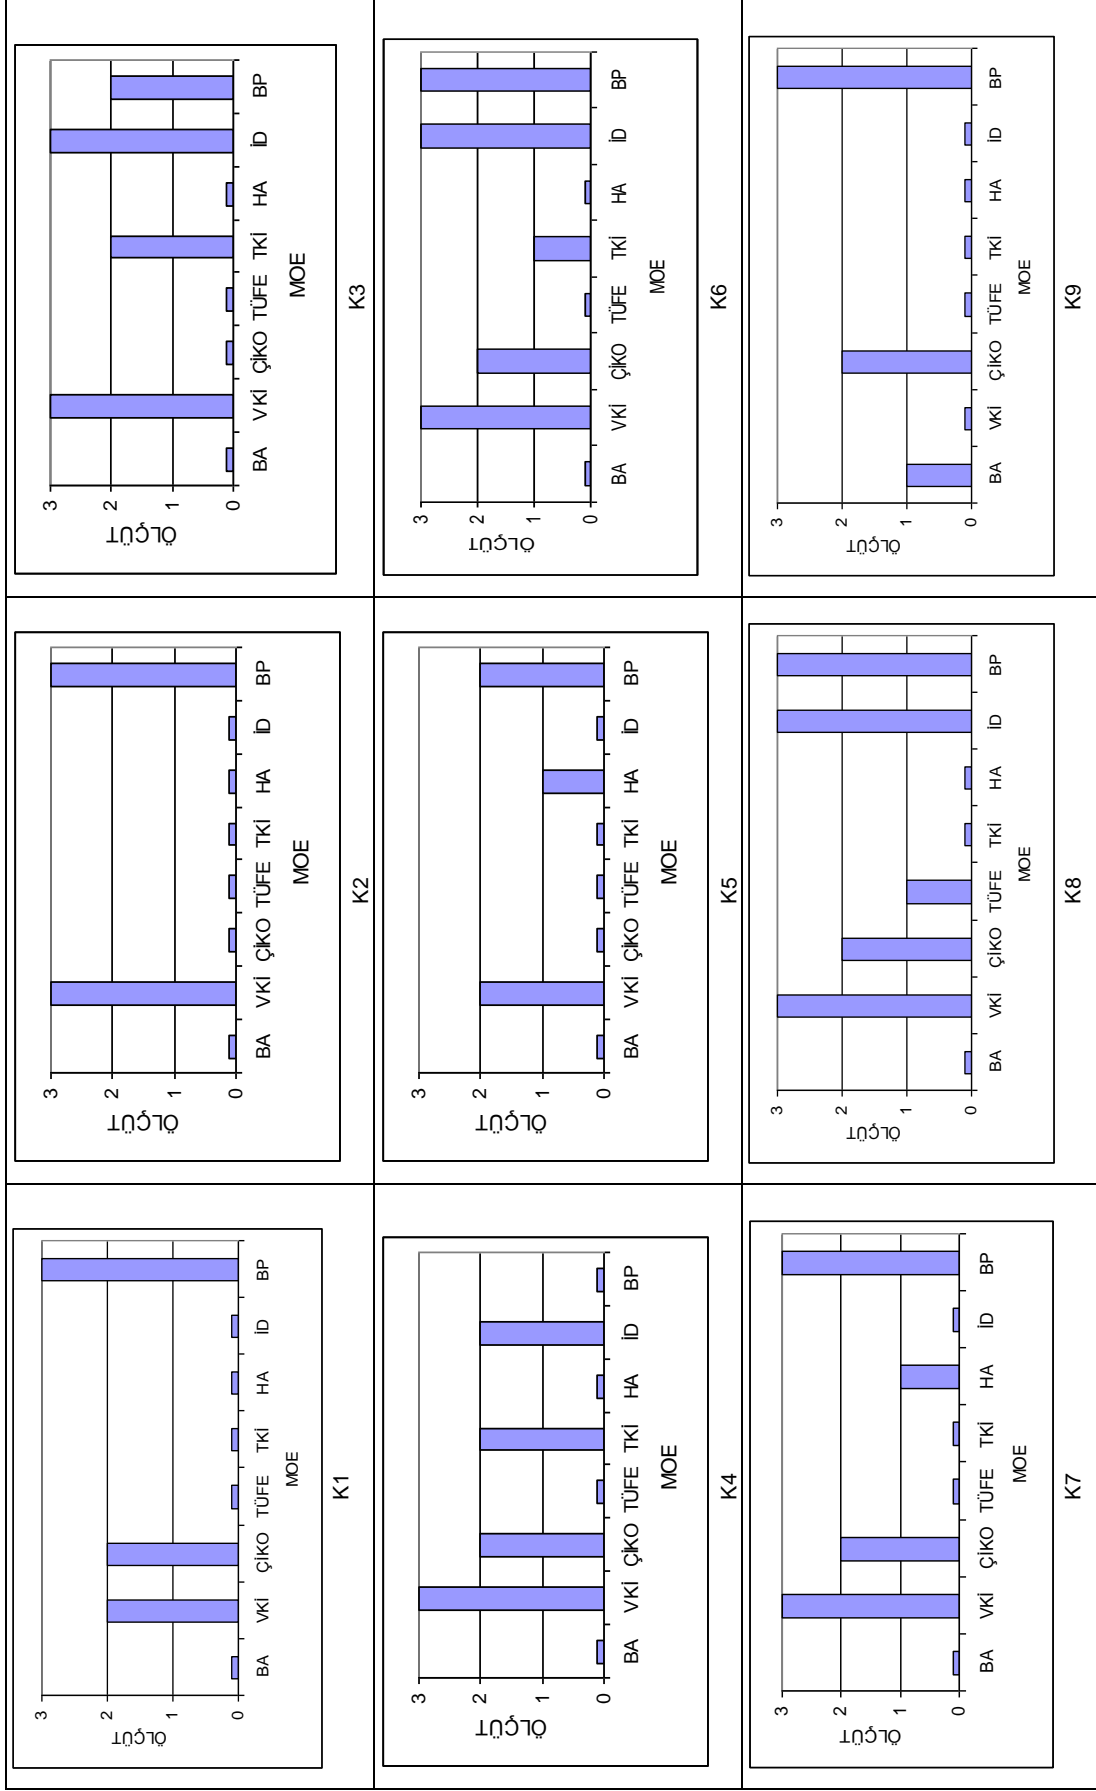 ÖLÇÜT
3
2
1
0
BA VKİ ÇİKO TÜFE TKİ HA İD BP
MOE
K1
ÖLÇÜT
3
2
1
0
BA VKİ ÇİKO TÜFE TKİ HA İD BP
MOE
K2
ÖLÇÜT
3
2
1
0
BA VKİ ÇİKO TÜFE TKİ HA İD BP
MOE
K3
ÖLÇÜT
3
2
1
0
BA VKİ ÇİKO TÜFE TKİ HA İD BP
MOE
K4
ÖLÇÜT
3
2
1
0
BA VKİ ÇİKO TÜFE TKİ HA İD BP
MOE
K5
ÖLÇÜT
3
2
1
0
BA VKİ ÇİKO TÜFE TKİ HA İD BP
MOE
K6
ÖLÇÜT
3
2
1
0
BA VKİ ÇİKO TÜFE TKİ HA İD BP
MOE
K7
ÖLÇÜT
3
2
1
0
BA VKİ ÇİKO TÜFE TKİ HA İD BP
MOE
K8
ÖLÇÜT
3
2
1
0
BA VKİ ÇİKO TÜFE TKİ HA İD BP
MOE
K9